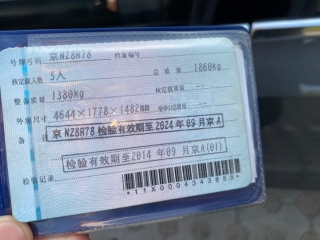 号牌号码 京NZ8R78 档案编号
核定载人数 5人 总质量 1860kg
整备质量 1380kg 核定载质量 --
外廓尺寸 4644×1778×1482mm 准牵引总质量 --
备注 京NZ8R78 检验有效期至2024年09月京A
检验有效期至2014年09月京A(01)
检验记录
*11X0004343855*